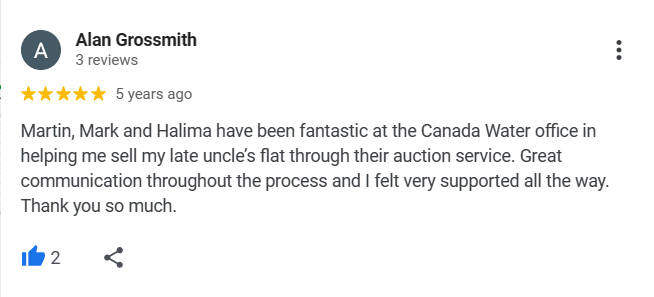 A
Alan Grossmith
3 reviews
5 years ago
Martin, Mark and Halima have been fantastic at the Canada Water office in
helping me sell my late uncle’s flat through their auction service. Great
communication throughout the process and I felt very supported all the way.
Thank you so much.
2